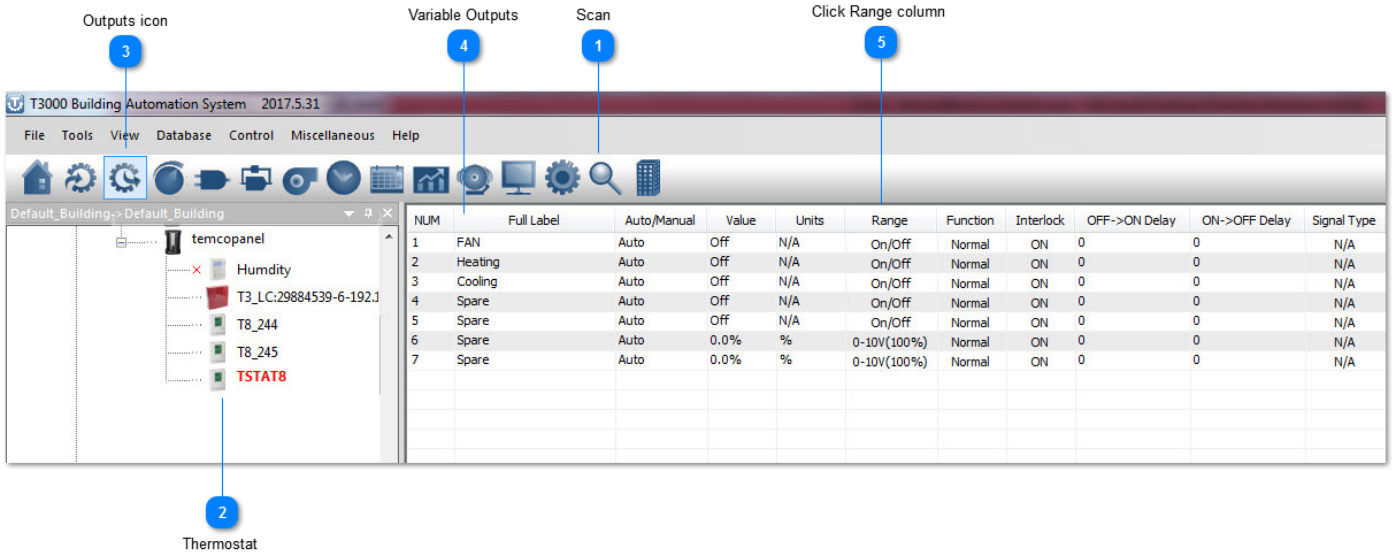 Outputs icon
3
Variable Outputs
4
Scan
1
Click Range column
5
T3000 Building Automation System 2017.5.31
File Tools View Database Control Miscellaneous Help
Default_Building->Default_Building
temcopanel
Humdity
T3_LC:29884539-6-192.1
T8_244
T8_245
TSTAT8
NUM Full Label Auto/Manual Value Units Range Function Interlock OFF->ON Delay ON->OFF Delay Signal Type
1 FAN Auto Off N/A On/Off Normal ON 0 0 N/A
2 Heating Auto Off N/A On/Off Normal ON 0 0 N/A
3 Cooling Auto Off N/A On/Off Normal ON 0 0 N/A
4 Spare Auto Off N/A On/Off Normal ON 0 0 N/A
5 Spare Auto Off N/A On/Off Normal ON 0 0 N/A
6 Spare Auto 0.0% % 0-10V(100%) Normal ON 0 0 N/A
7 Spare Auto 0.0% % 0-10V(100%) Normal ON 0 0 N/A
2
Thermostat